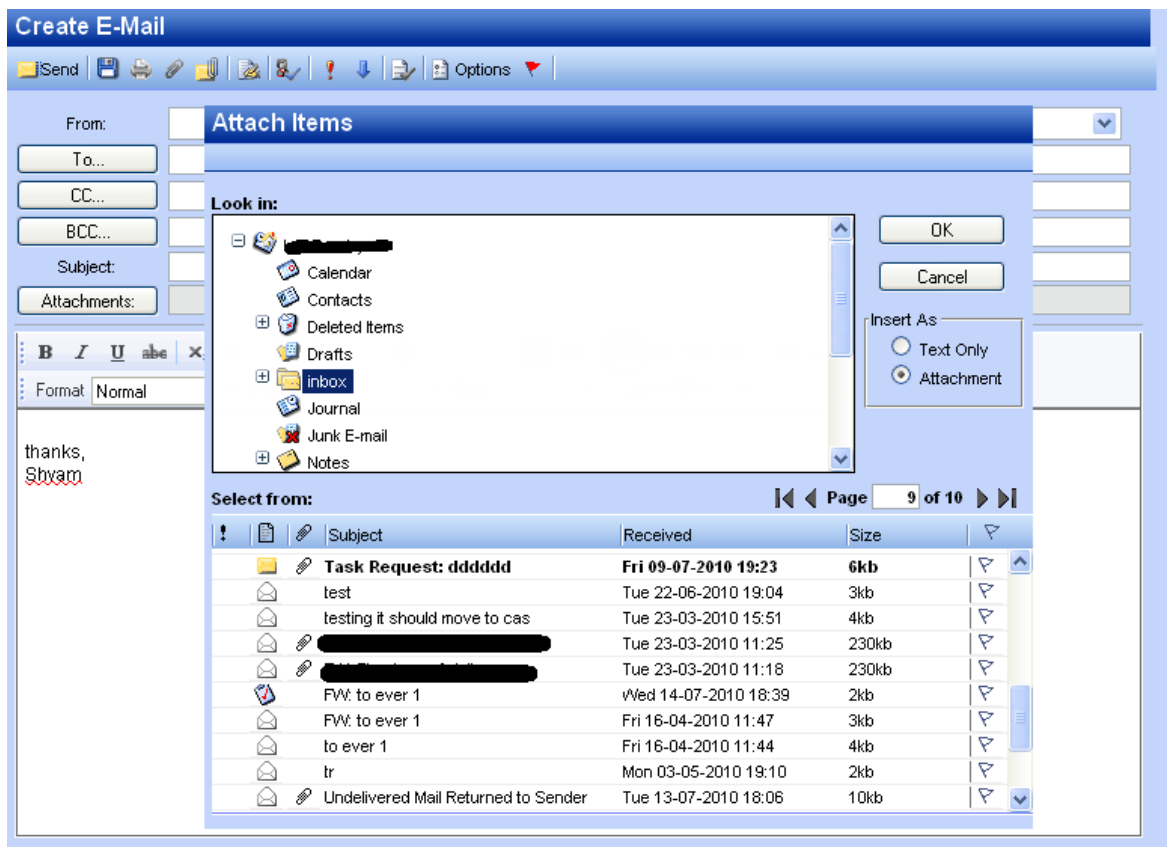 Create E-Mail
Send Options
From:
To...
CC...
BCC...
Subject:
Attachments:
B I U abc X
Format Normal
thanks,
Shyam
Attach Items
Look in:
Calendar
Contacts
Deleted Items
Drafts
inbox
Journal
Junk E-mail
Notes
OK
Cancel
Insert As
Text Only
Attachment
Select from:
Page 9 of 10
! Subject Received Size
Task Request: dddddd Fri 09-07-2010 19:23 6kb
test Tue 22-06-2010 19:04 3kb
testing it should move to cas Tue 23-03-2010 15:51 4kb
Tue 23-03-2010 11:25 230kb
Tue 23-03-2010 11:18 230kb
FW: to ever 1 Wed 14-07-2010 18:39 2kb
FW: to ever 1 Fri 16-04-2010 11:47 3kb
to ever 1 Fri 16-04-2010 11:44 4kb
tr Mon 03-05-2010 19:10 2kb
Undelivered Mail Returned to Sender Tue 13-07-2010 18:06 10kb